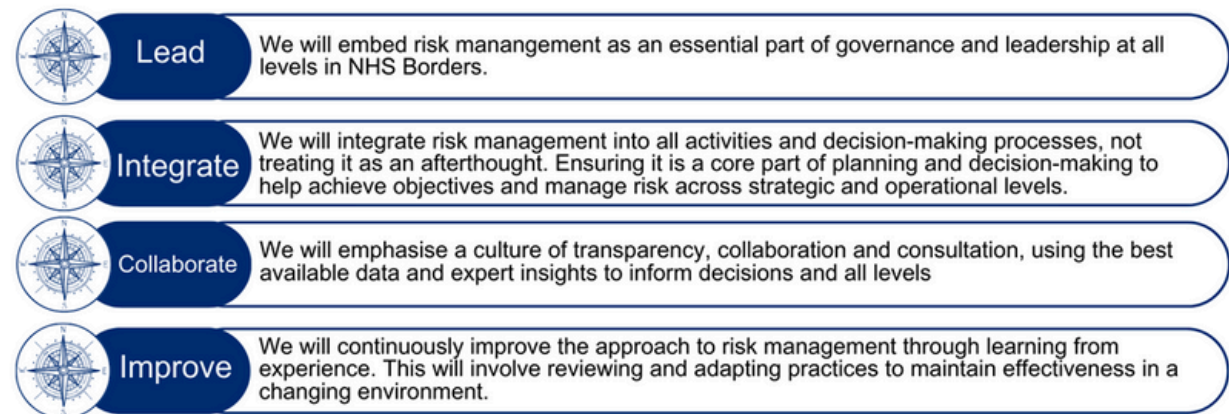 Lead
We will embed risk manangement as an essential part of governance and leadership at all
levels in NHS Borders.
Integrate
We will integrate risk management into all activities and decision-making processes, not
treating it as an afterthought. Ensuring it is a core part of planning and decision-making to
help achieve objectives and manage risk across strategic and operational levels.
Collaborate
We will emphasise a culture of transparency, collaboration and consultation, using the best
available data and expert insights to inform decisions and all levels
Improve
We will continuously improve the approach to risk management through learning from
experience. This will involve reviewing and adapting practices to maintain effectiveness in a
changing environment.